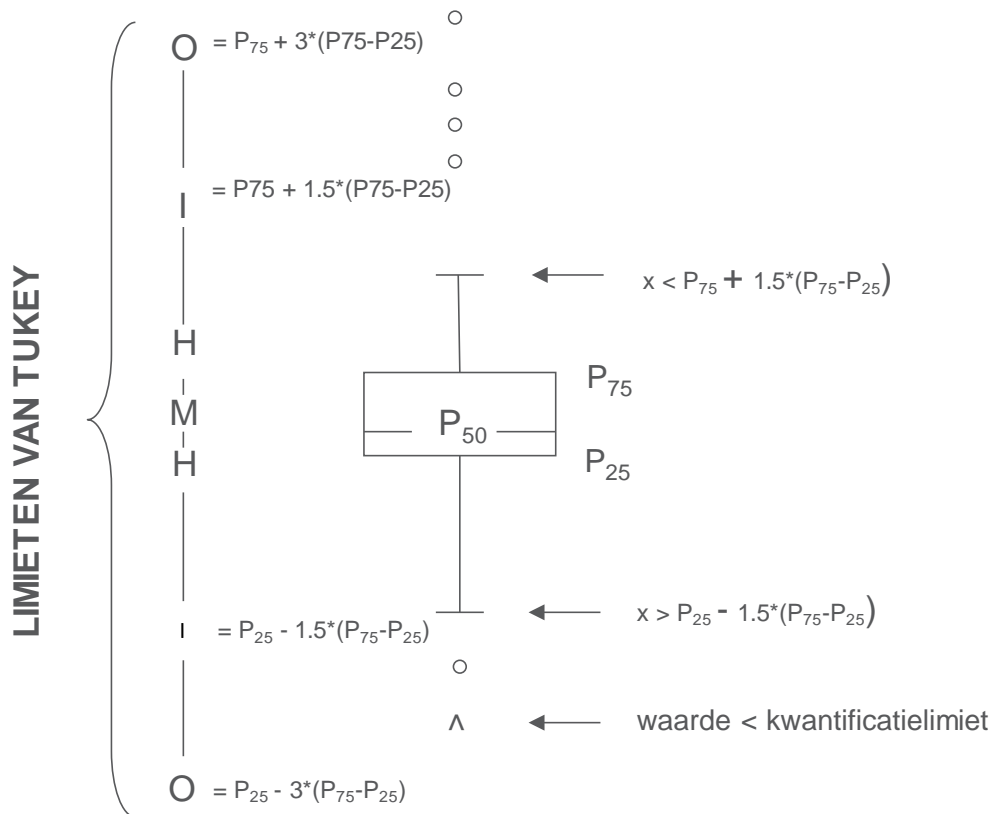 LIMIETEN VAN TUKEY
O = P₇₅ + 3*(P75-P25)
I = P75 + 1.5*(P75-P25)
x < P₇₅ + 1.5*(P₇₅-P₂₅)
H
P₇₅
M
P₅₀
H
P₂₅
x > P₂₅ - 1.5*(P₇₅-P₂₅)
I = P₂₅ - 1.5*(P₇₅-P₂₅)
^ waarde < kwantificatielimiet
O = P₂₅ - 3*(P₇₅-P₂₅)